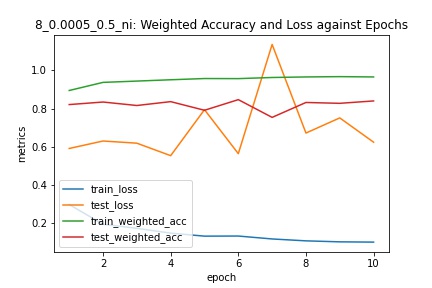 8_0.0005_0.5_ni: Weighted Accuracy and Loss against Epochs
metrics
1.0
0.8
0.6
0.4
0.2
train_loss
test_loss
train_weighted_acc
test_weighted_acc
2 4 6 8 10
epoch